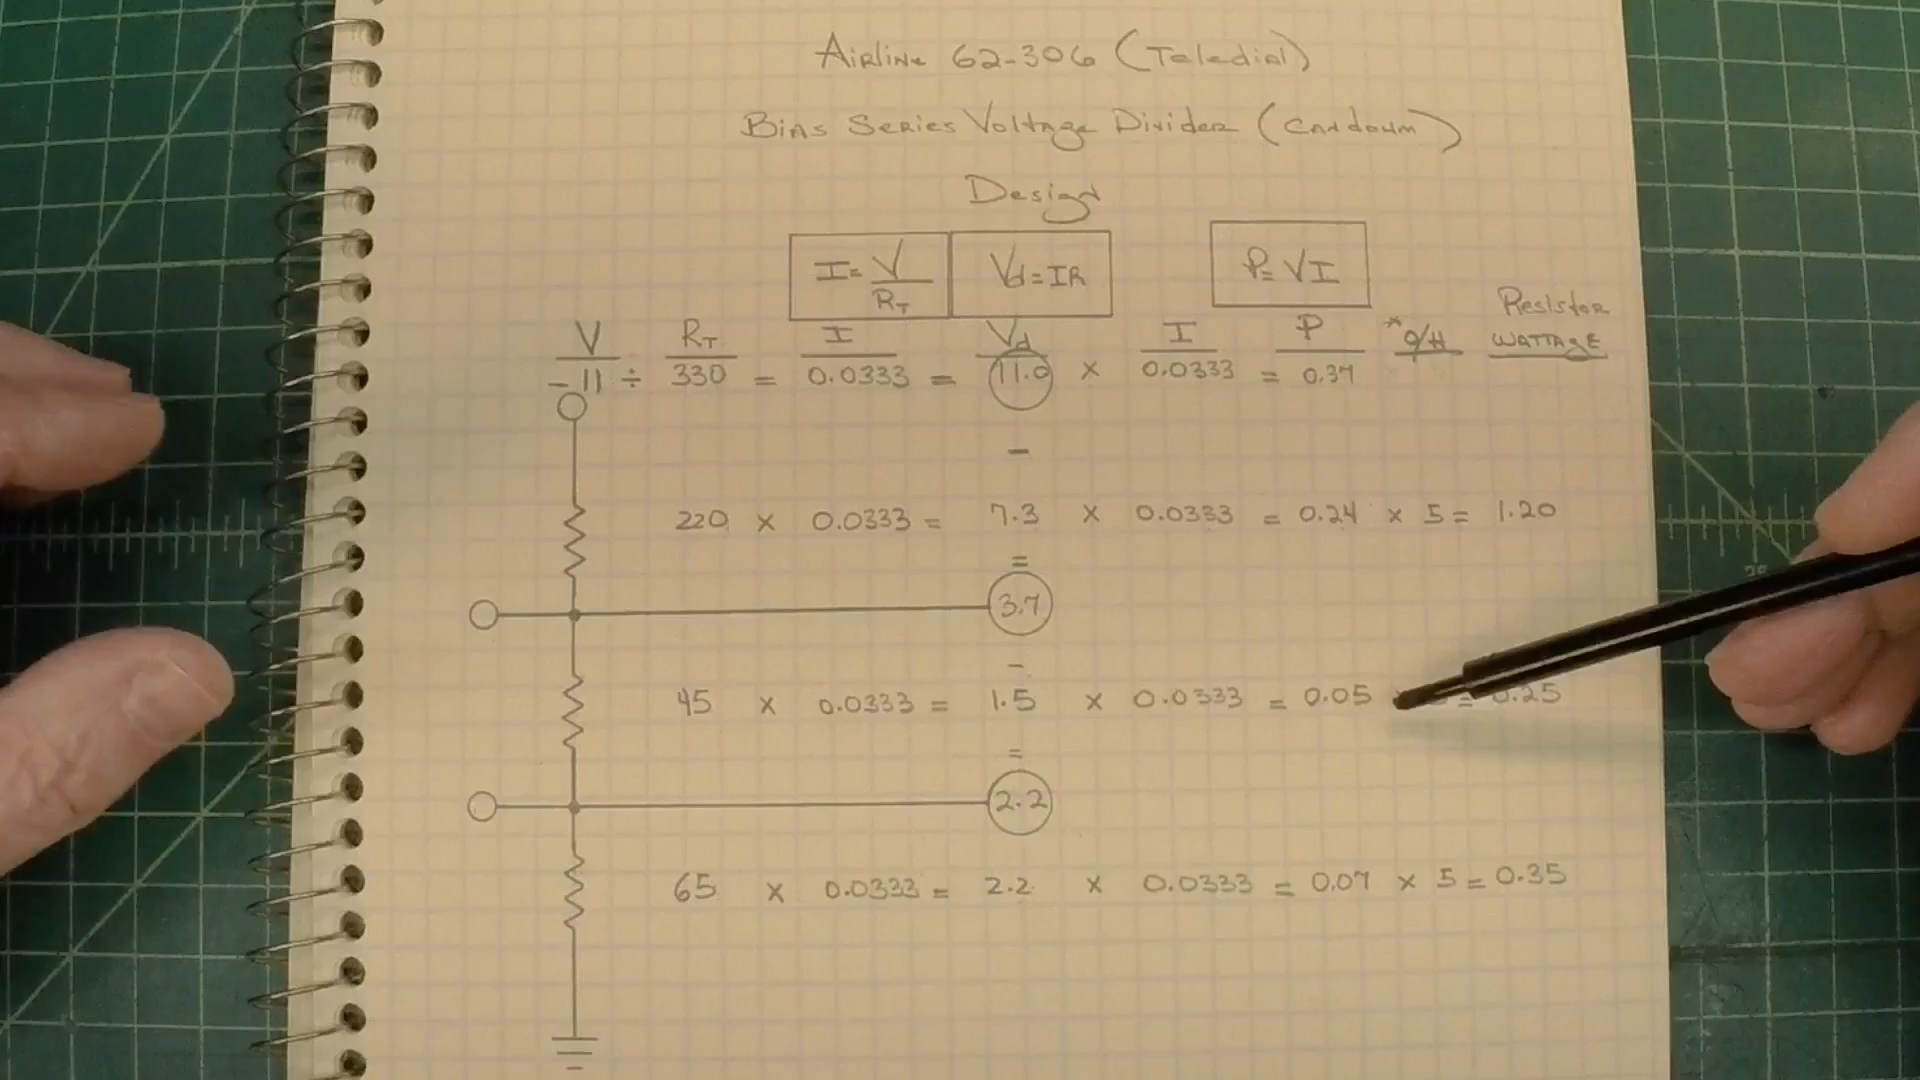 Airline 62-306 (Teledial)
Bias Series Voltage Divider (Candoum)
Design
I = V/RT Vd = IR P = VI
Resistor
V RT I Vd I P * O/H WATTAGE
-11 ÷ 330 = 0.0333 = 11.0 × 0.0333 = 0.37
-
220 × 0.0333 = 7.3 × 0.0333 = 0.24 × 5 = 1.20
=
3.7
-
45 × 0.0333 = 1.5 × 0.0333 = 0.05 = 0.25
=
2.2
65 × 0.0333 = 2.2 × 0.0333 = 0.07 × 5 = 0.35